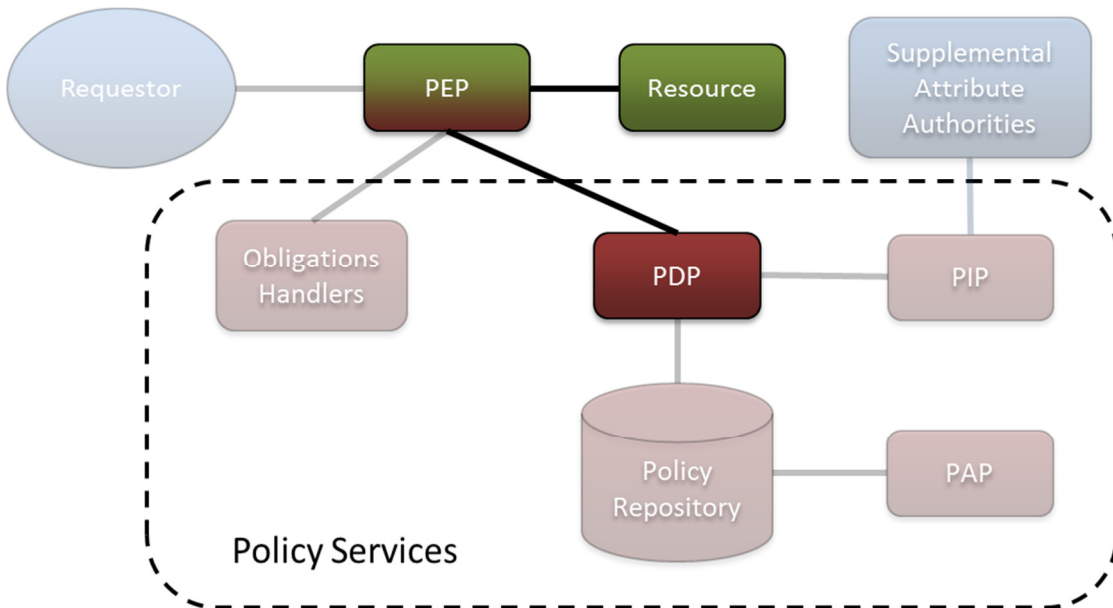 Requestor
PEP
Resource
Supplemental
Attribute
Authorities
Obligations
Handlers
PDP
PIP
Policy
Repository
PAP
Policy Services